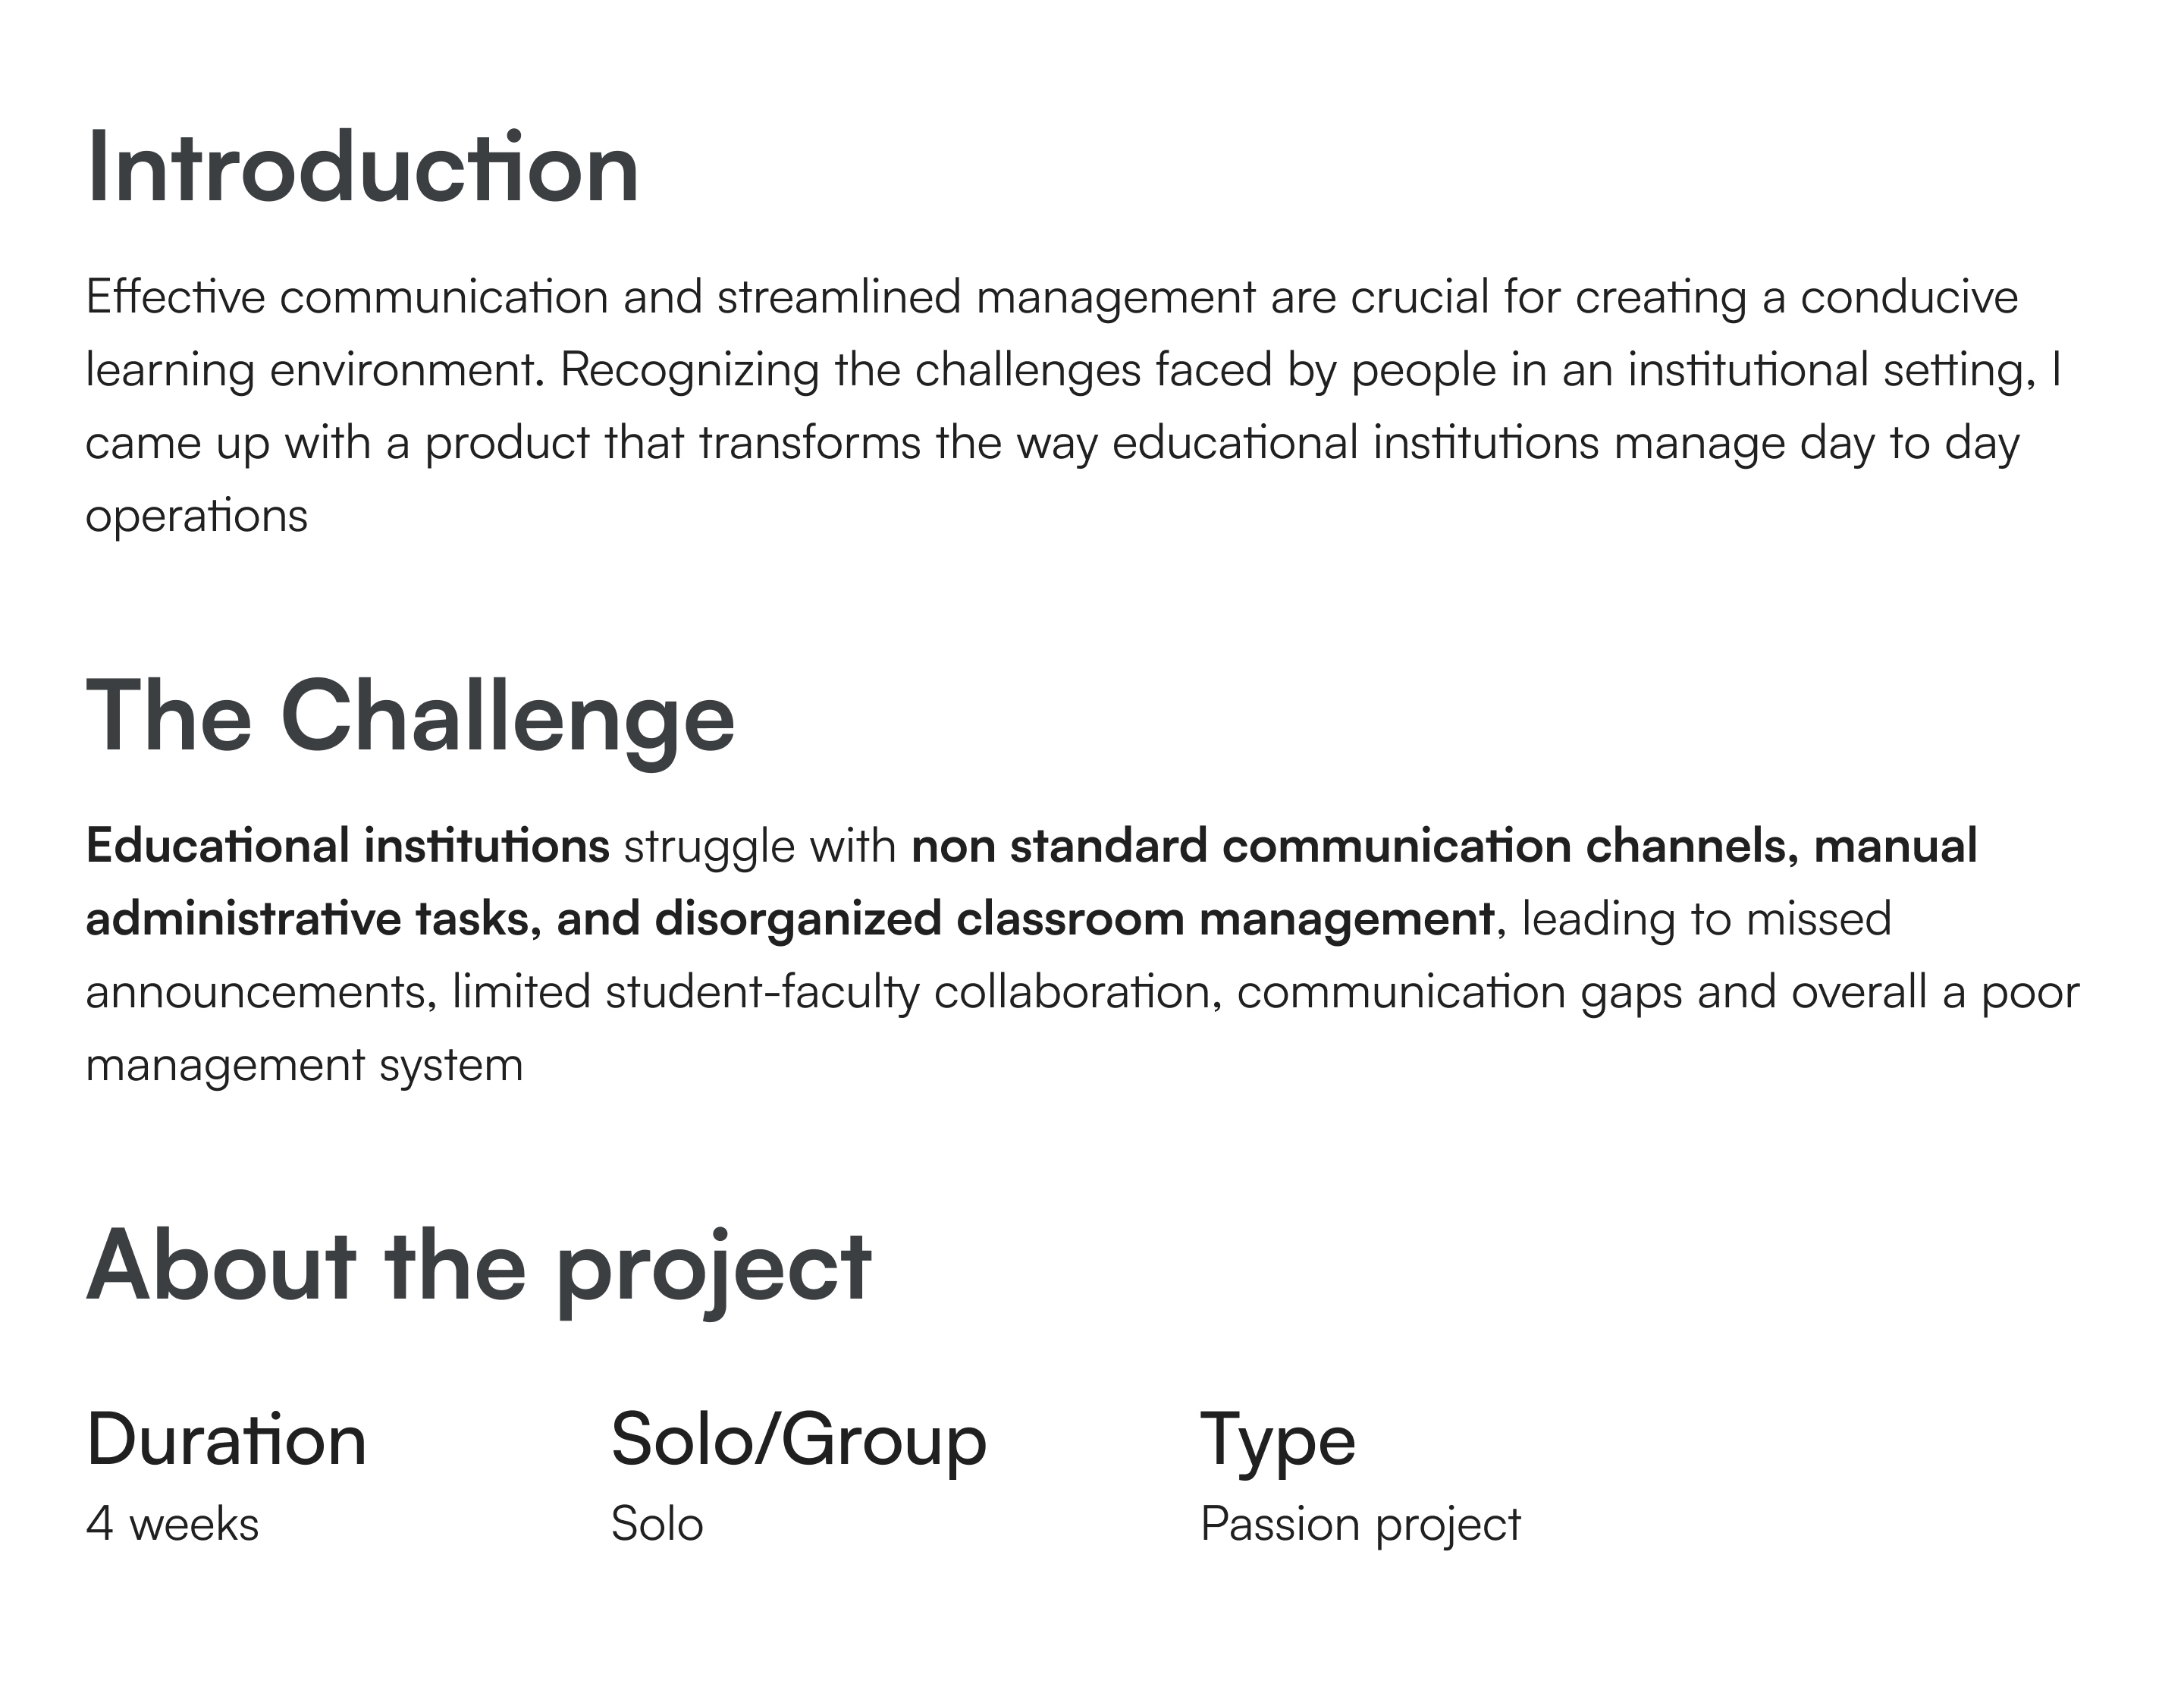 Introduction
Effective communication and streamlined management are crucial for creating a conducive
learning environment. Recognizing the challenges faced by people in an institutional setting, I
came up with a product that transforms the way educational institutions manage day to day
operations
The Challenge
Educational institutions struggle with non standard communication channels, manual
administrative tasks, and disorganized classroom management, leading to missed
announcements, limited student-faculty collaboration, communication gaps and overall a poor
management system
About the project
Duration
4 weeks
Solo/Group
Solo
Type
Passion project